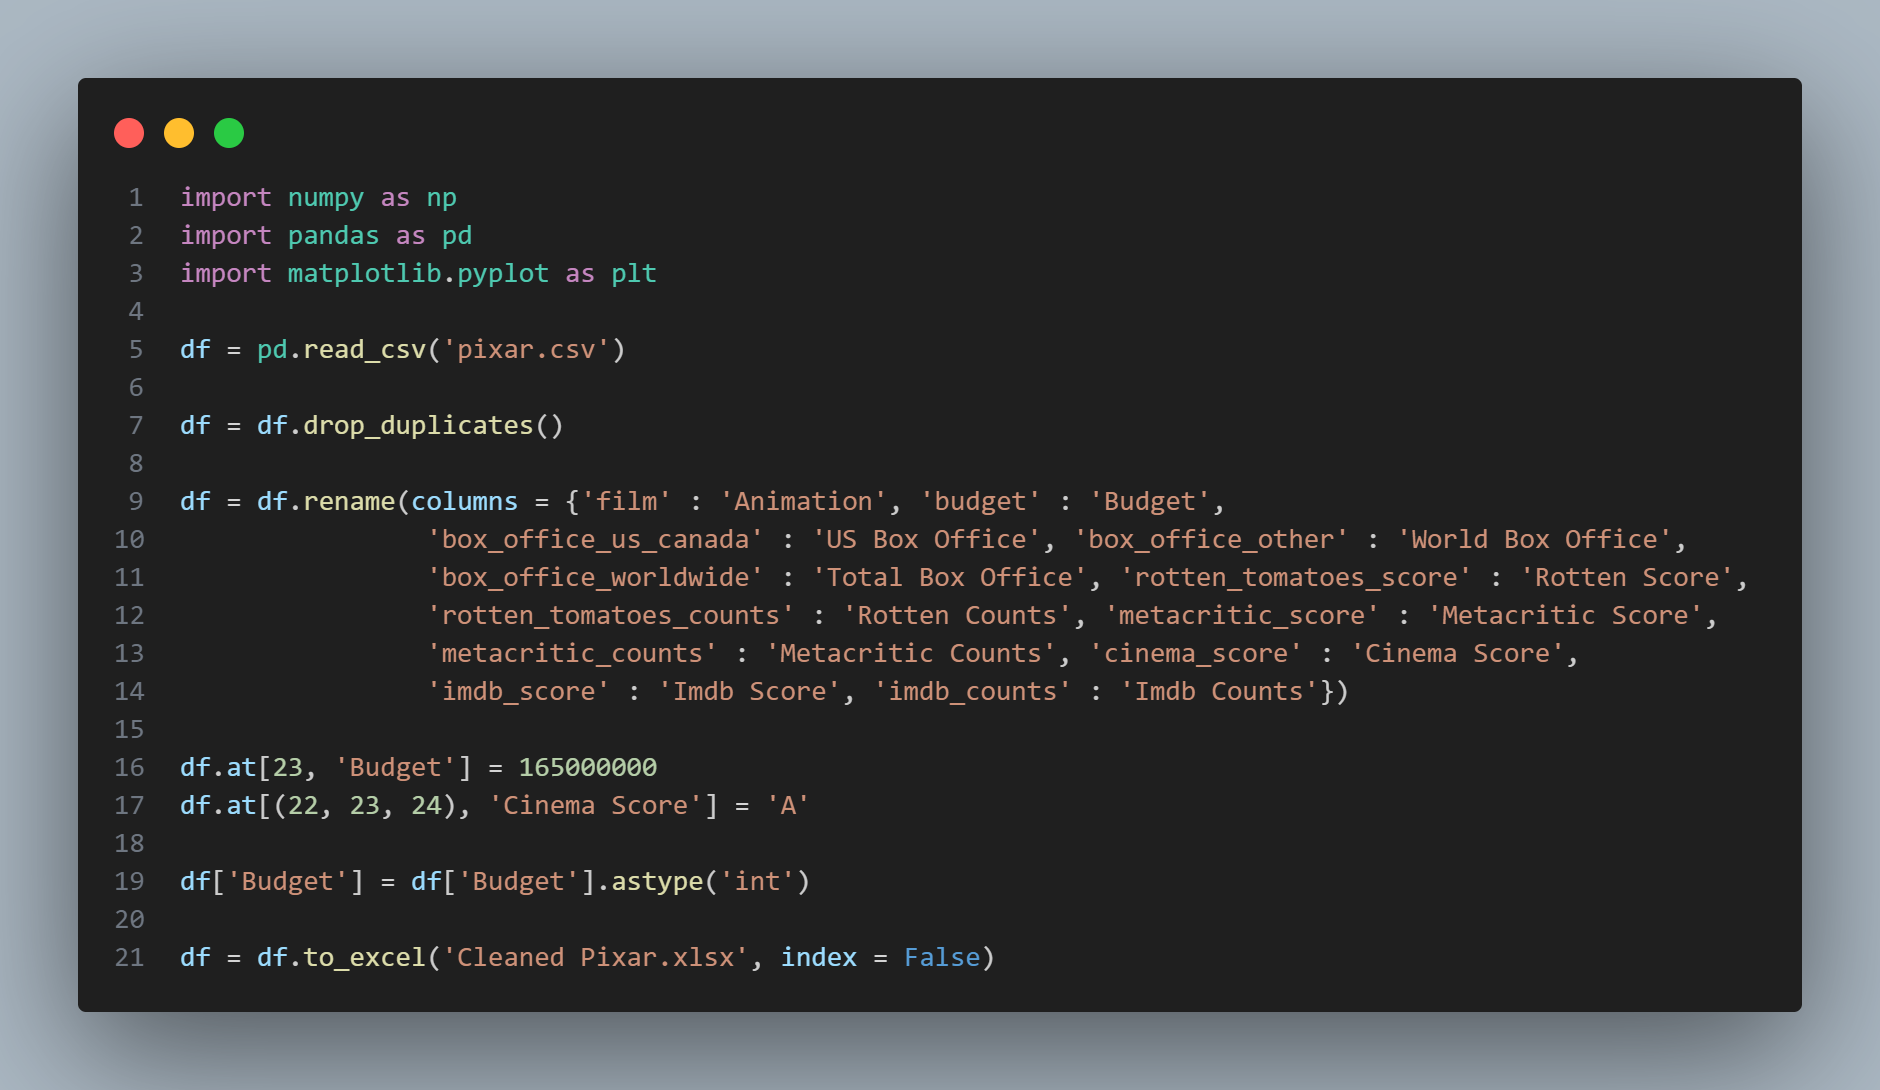 1 import numpy as np
2 import pandas as pd
3 import matplotlib.pyplot as plt
4
5 df = pd.read_csv('pixar.csv')
6
7 df = df.drop_duplicates()
8
9 df = df.rename(columns = {'film' : 'Animation', 'budget' : 'Budget',
10 'box_office_us_canada' : 'US Box Office', 'box_office_other' : 'World Box Office',
11 'box_office_worldwide' : 'Total Box Office', 'rotten_tomatoes_score' : 'Rotten Score',
12 'rotten_tomatoes_counts' : 'Rotten Counts', 'metacritic_score' : 'Metacritic Score',
13 'metacritic_counts' : 'Metacritic Counts', 'cinema_score' : 'Cinema Score',
14 'imdb_score' : 'Imdb Score', 'imdb_counts' : 'Imdb Counts'})
15
16 df.at[23, 'Budget'] = 165000000
17 df.at[(22, 23, 24), 'Cinema Score'] = 'A'
18
19 df['Budget'] = df['Budget'].astype('int')
20
21 df = df.to_excel('Cleaned Pixar.xlsx', index = False)